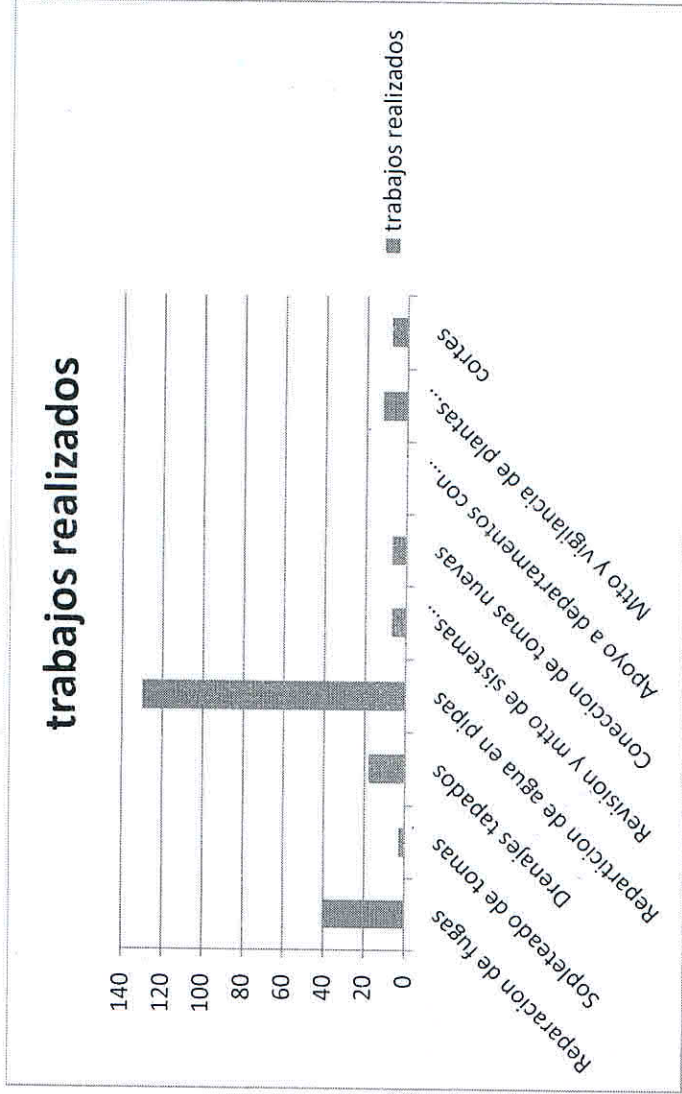 trabajos realizados
140
120
100
80
60
40
20
0
Reparacion de fugas
Sopleteado de tomas
Drenajes tapados
Reparticion de agua en pipas
Revision y mtto de sistemas...
Coneccion de tomas nuevas
Apoyo a departamentos con...
Mtto y vigilancia de plantas...
cortes
trabajos realizados